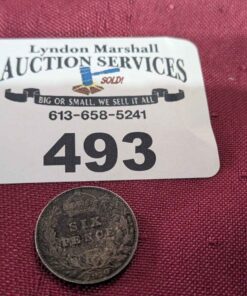 Lyndon Marshall
AUCTION SERVICES
SOLD!
BIG OR SMALL, WE SELL IT ALL
613-658-5241
493
SIX
PENCE